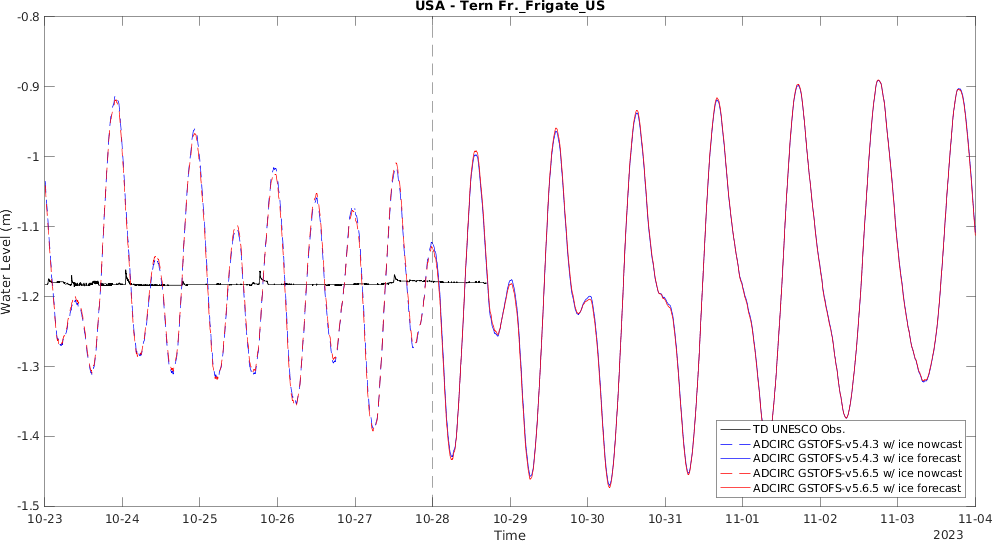 USA - Tern Fr._Frigate_US
Water Level (m)
-0.8
-0.9
-1
-1.1
-1.2
-1.3
-1.4
-1.5
TD UNESCO Obs.
ADCIRC GSTOFS-v5.4.3 w/ ice nowcast
ADCIRC GSTOFS-v5.4.3 w/ ice forecast
ADCIRC GSTOFS-v5.6.5 w/ ice nowcast
ADCIRC GSTOFS-v5.6.5 w/ ice forecast
10-23 10-24 10-25 10-26 10-27 10-28 10-29 10-30 10-31 11-01 11-02 11-03 11-04
Time
2023